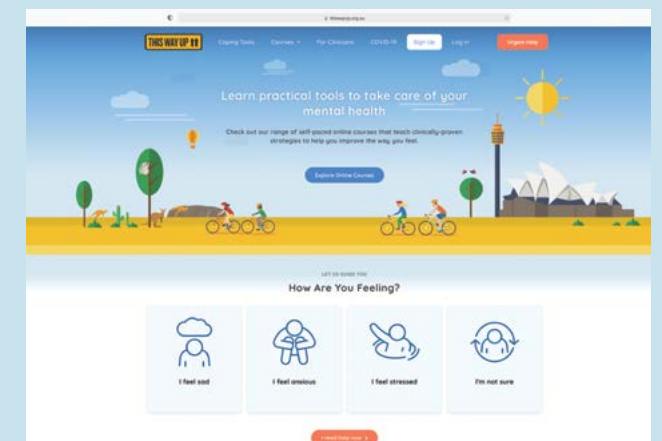 thiswayup.org.au
THIS WAY UP
Coping Tools
Courses
For Clinicians
COVID-19
Sign Up
Log in
Urgent Help
Learn practical tools to take care of your
mental health
Check out our range of self-paced online courses that teach clinically-proven
strategies to help you improve the way you feel.
Explore Online Courses
LET US GUIDE YOU
How Are You Feeling?
I feel sad
I feel anxious
I feel stressed
I'm not sure
I need help now